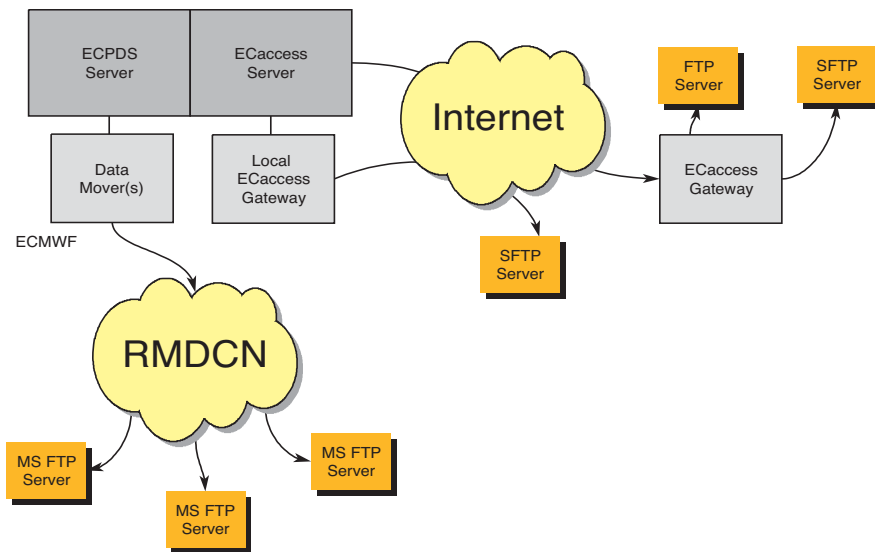 ECPDS
Server
ECaccess
Server
Internet
FTP
Server
SFTP
Server
Data
Mover(s)
Local
ECaccess
Gateway
ECaccess
Gateway
ECMWF
SFTP
Server
RMDCN
MS FTP
Server
MS FTP
Server
MS FTP
Server